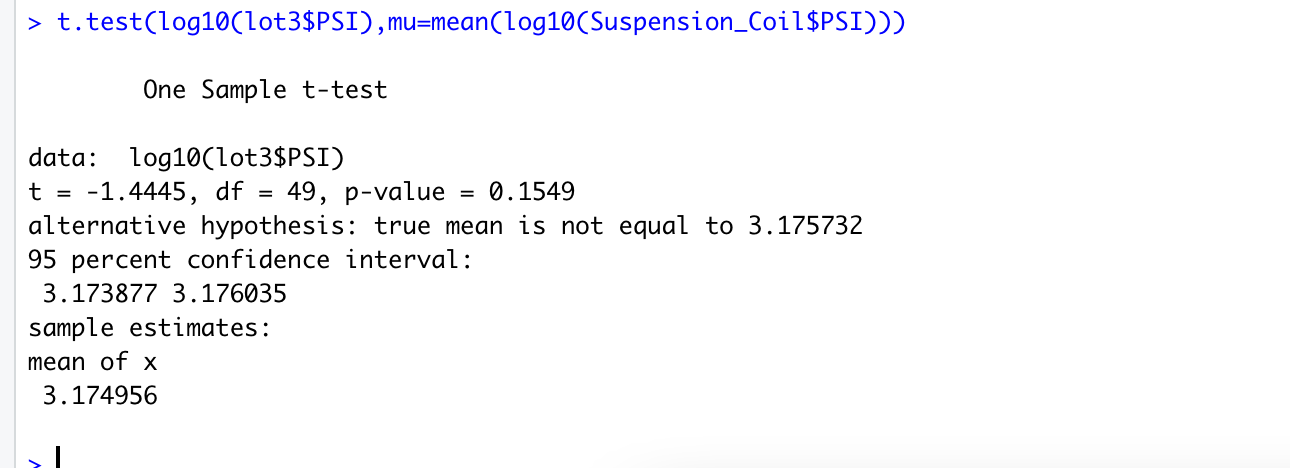 > t.test(log10(lot3$PSI),mu=mean(log10(Suspension_Coil$PSI)))
One Sample t-test
data:  log10(lot3$PSI)
t = -1.4445, df = 49, p-value = 0.1549
alternative hypothesis: true mean is not equal to 3.175732
95 percent confidence interval:
3.173877 3.176035
sample estimates:
mean of x
3.174956
>